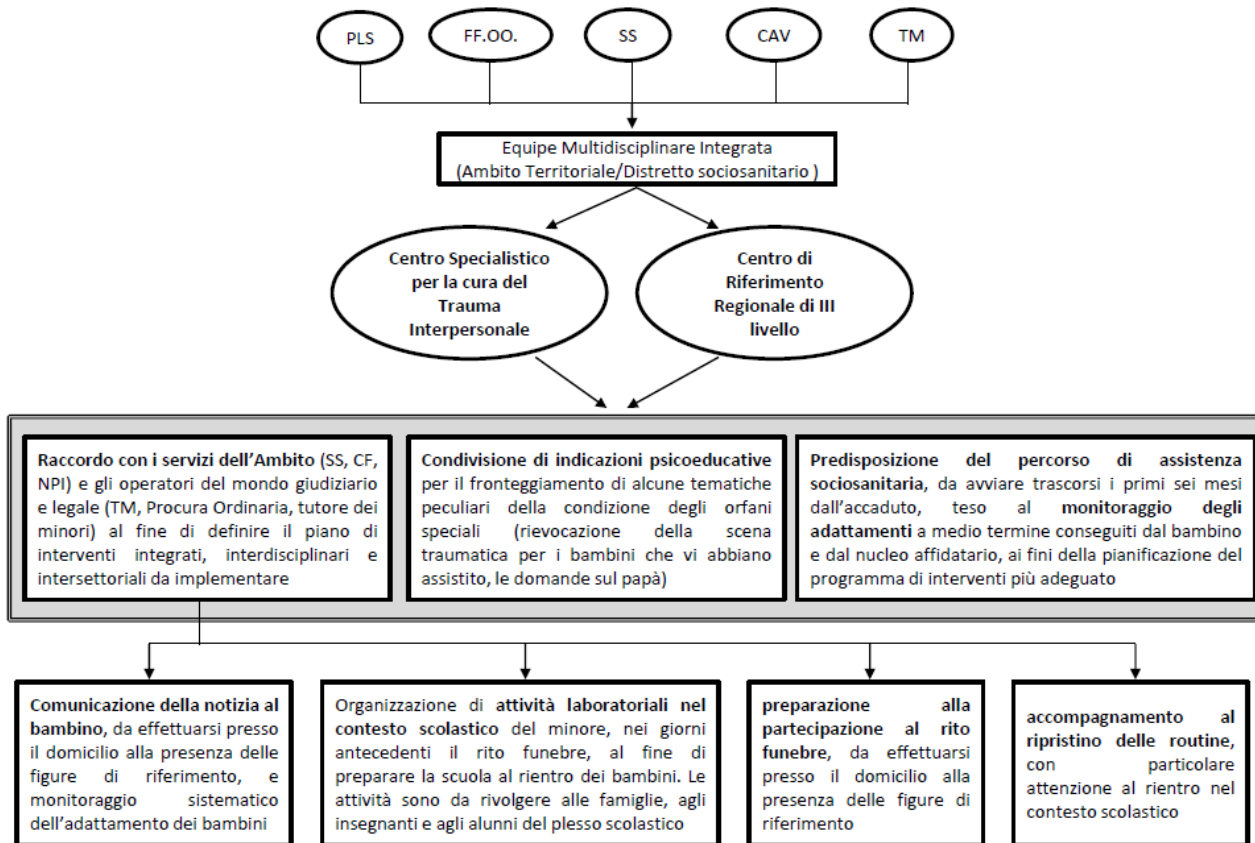 PLS
FF.OO.
SS
CAV
TM
Equipe Multidisciplinare Integrata
(Ambito Territoriale/Distretto sociosanitario )
Centro Specialistico
per la cura del
Trauma
Interpersonale
Centro di
Riferimento
Regionale di III
livello
Raccordo con i servizi dell’Ambito (SS, CF,
NPI) e gli operatori del mondo giudiziario
e legale (TM, Procura Ordinaria, tutore dei
minori) al fine di definire il piano di
interventi integrati, interdisciplinari e
intersettoriali da implementare
Condivisione di indicazioni psicoeducative
per il fronteggiamento di alcune tematiche
peculiari della condizione degli orfani
speciali (rievocazione della scena
traumatica per i bambini che vi abbiano
assistito, le domande sul papà)
Predisposizione del percorso di assistenza
sociosanitaria, da avviare trascorsi i primi sei mesi
dall’accaduto, teso al monitoraggio degli
adattamenti a medio termine conseguiti dal bambino
e dal nucleo affidatario, ai fini della pianificazione del
programma di interventi più adeguato
Comunicazione della notizia al
bambino, da effettuarsi presso
il domicilio alla presenza delle
figure di riferimento, e
monitoraggio sistematico
dell’adattamento dei bambini
Organizzazione di attività laboratoriali nel
contesto scolastico del minore, nei giorni
antecedenti il rito funebre, al fine di
preparare la scuola al rientro dei bambini. Le
attività sono da rivolgere alle famiglie, agli
insegnanti e agli alunni del plesso scolastico
preparazione alla
partecipazione al rito
funebre, da effettuarsi
presso il domicilio alla
presenza delle figure di
riferimento
accompagnamento al
ripristino delle routine,
con particolare
attenzione al rientro nel
contesto scolastico